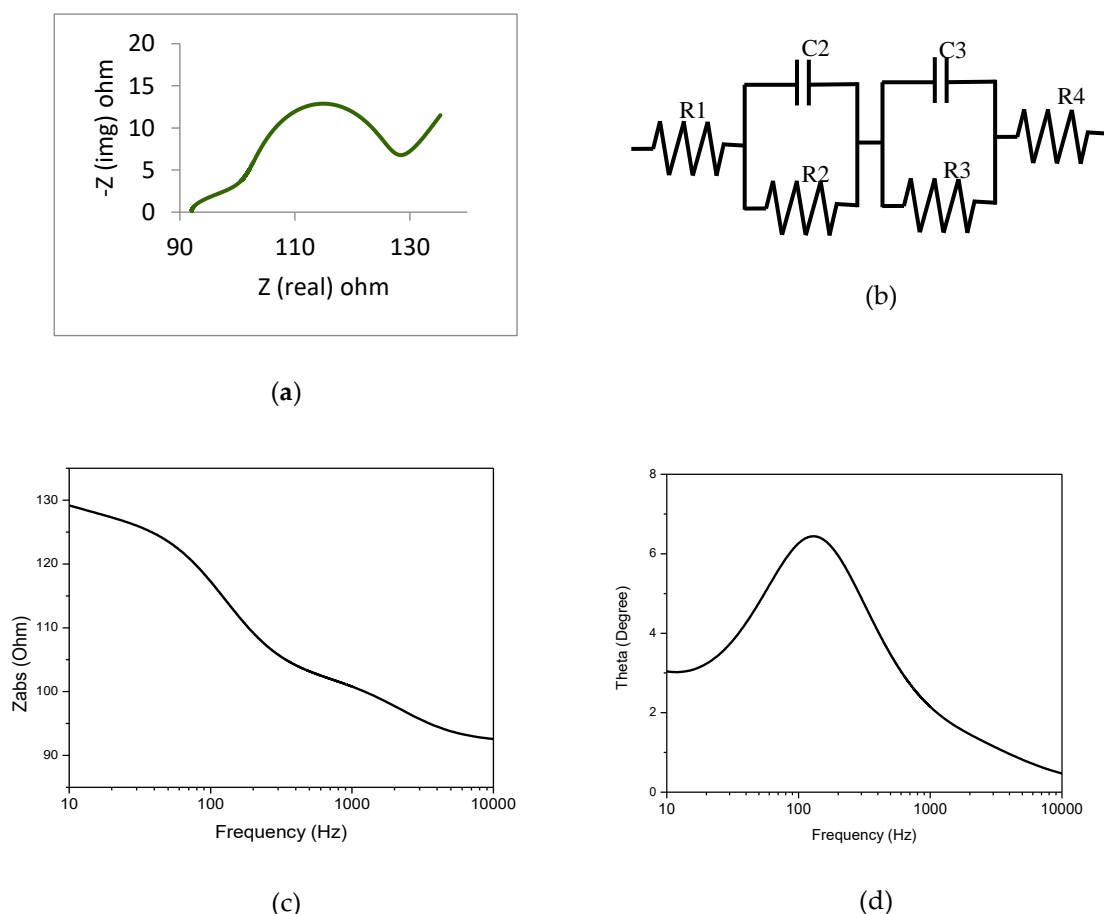 20
15
10
5
0
-Z (img) ohm
90
110
130
Z (real) ohm
(a)
C2
C3
R1
R4
R2
R3
(b)
130
120
110
100
90
Zabs (Ohm)
10
100
1000
10000
Frequency (Hz)
(c)
8
6
4
2
0
Theta (Degree)
10
100
1000
10000
Frequency (Hz)
(d)